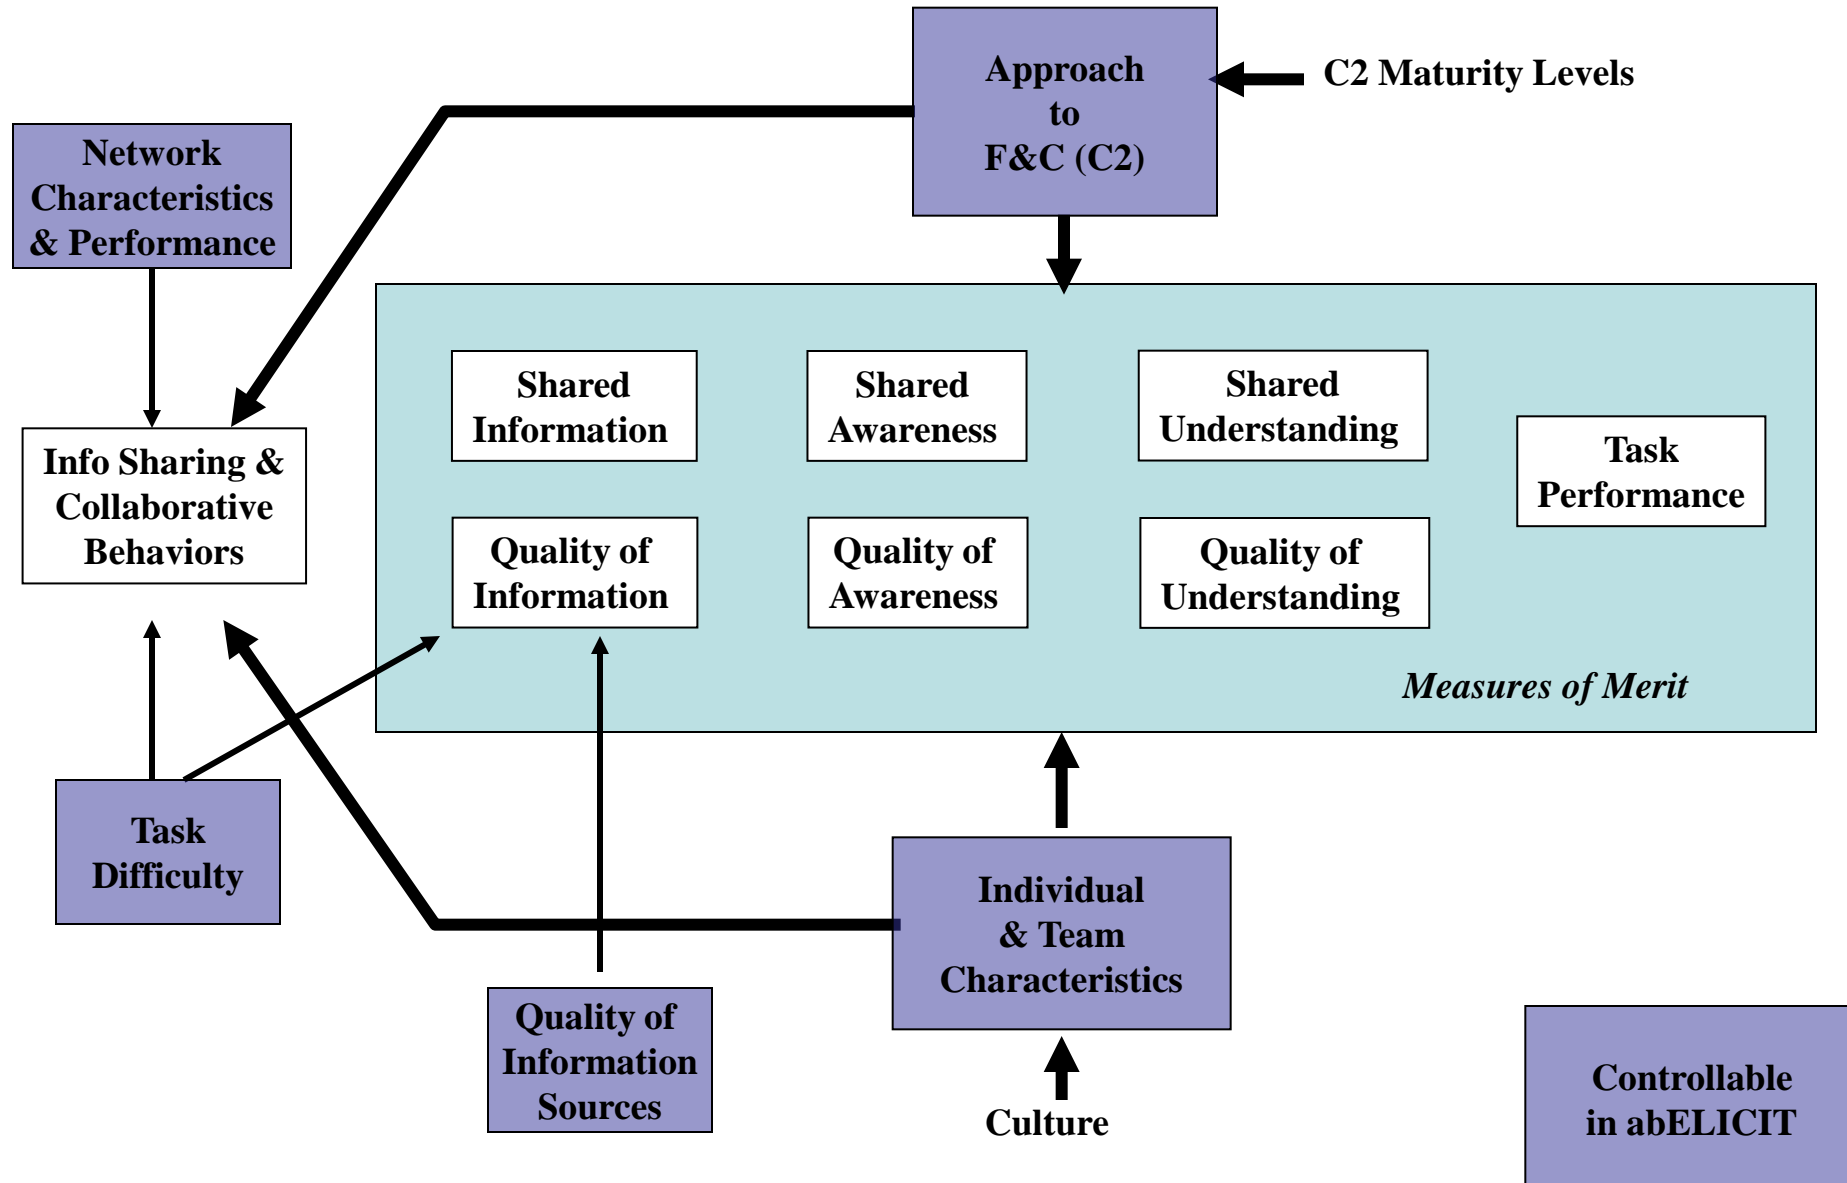 Approach
to
F&C (C2)
C2 Maturity Levels
Network
Characteristics
& Performance
Shared
Information
Shared
Awareness
Shared
Understanding
Task
Performance
Info Sharing &
Collaborative
Behaviors
Quality of
Information
Quality of
Awareness
Quality of
Understanding
Measures of Merit
Task
Difficulty
Individual
& Team
Characteristics
Quality of
Information
Sources
Culture
Controllable
in abELICIT